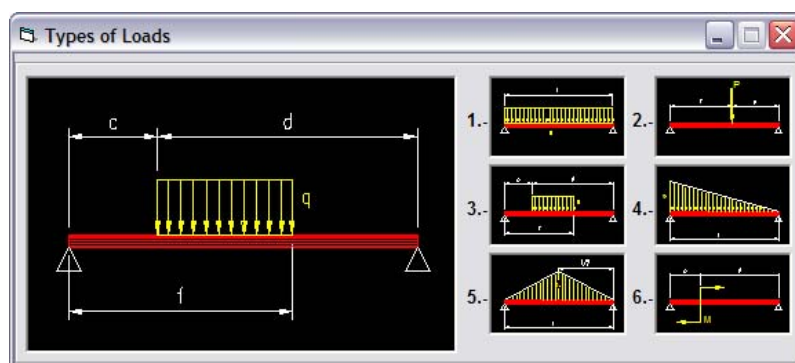 Types of Loads
c
d
q
f
1.-
2.-
P
3.-
4.-
5.-
6.-
M